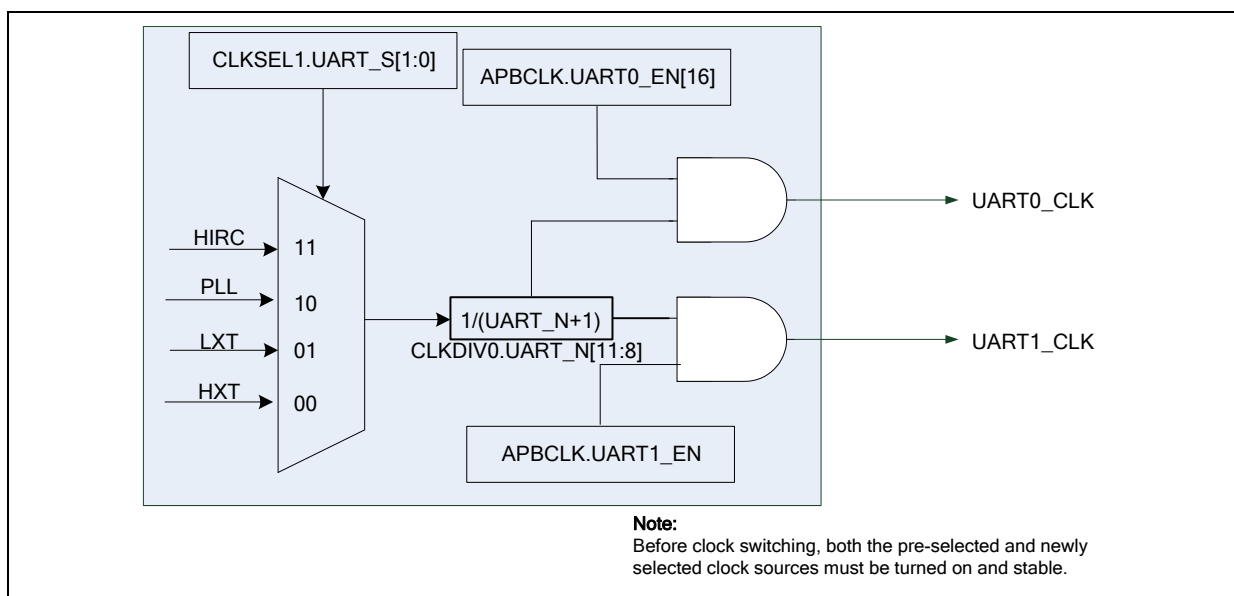 CLKSEL1.UART_S[1:0]
APBCLK.UART0_EN[16]
HIRC
11
PLL
10
LXT
01
HXT
00
1/(UART_N+1)
CLKDIV0.UART_N[11:8]
APBCLK.UART1_EN
UART0_CLK
UART1_CLK
Note:
Before clock switching, both the pre-selected and newly
selected clock sources must be turned on and stable.